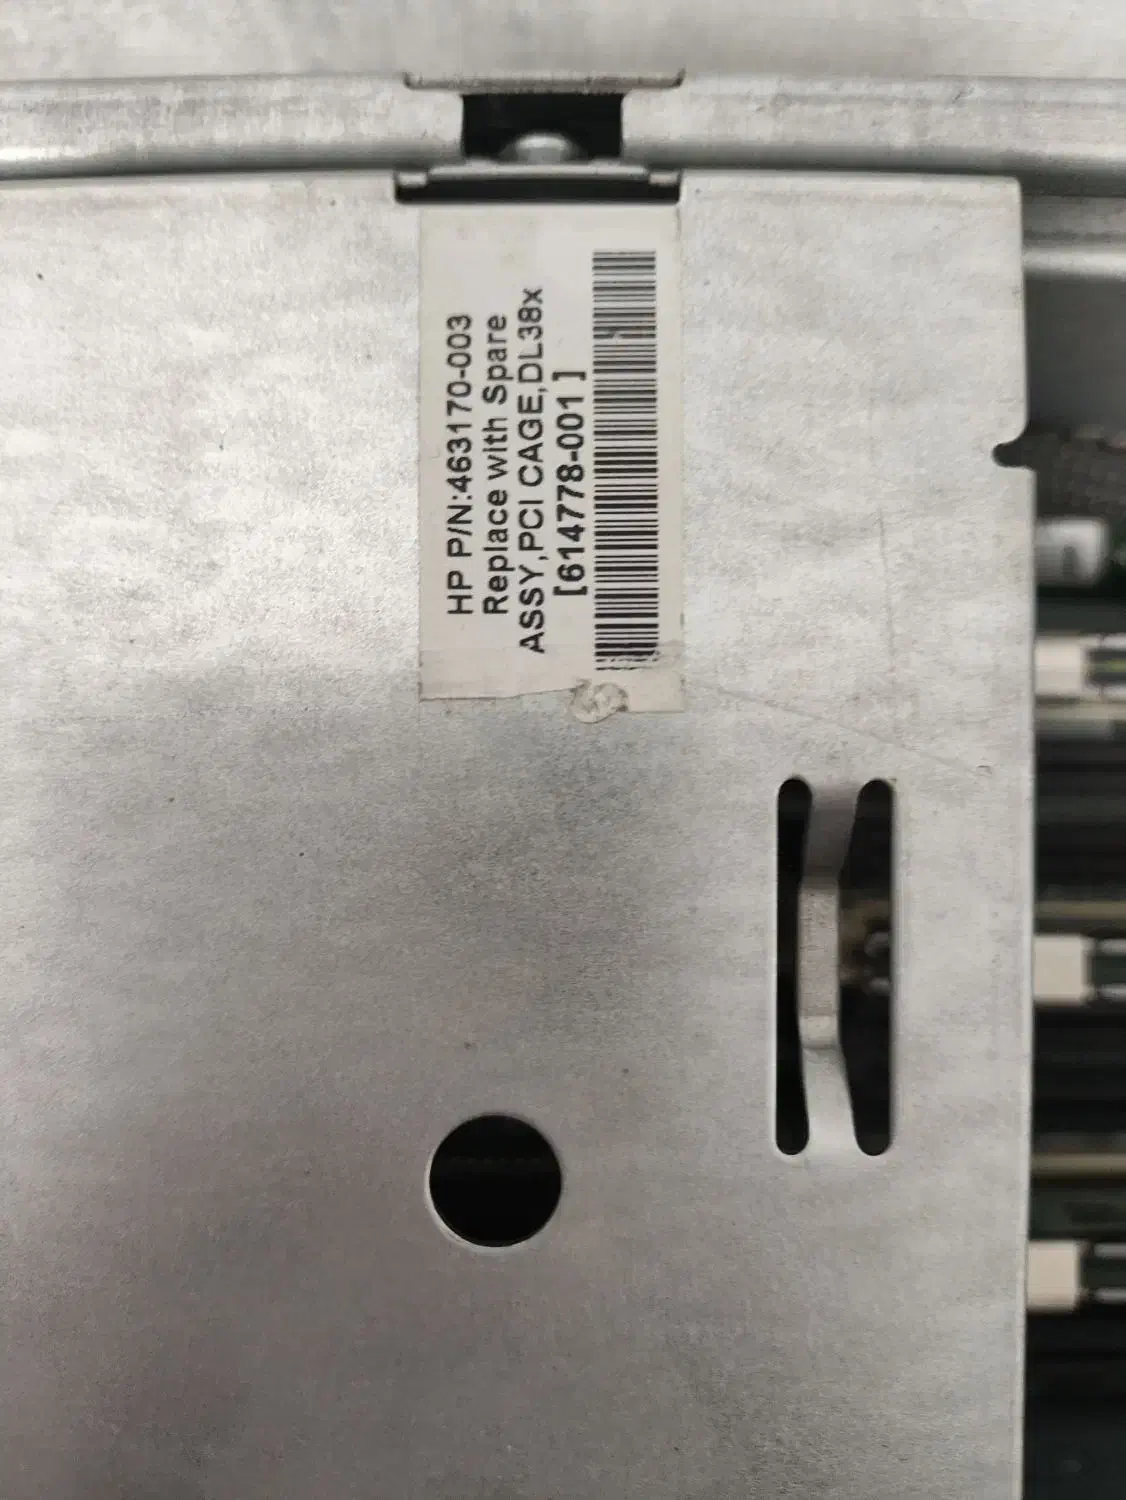 HP P/N:463170-003
Replace with Spare
ASSY,PCI CAGE,DL38x
[614778-001]